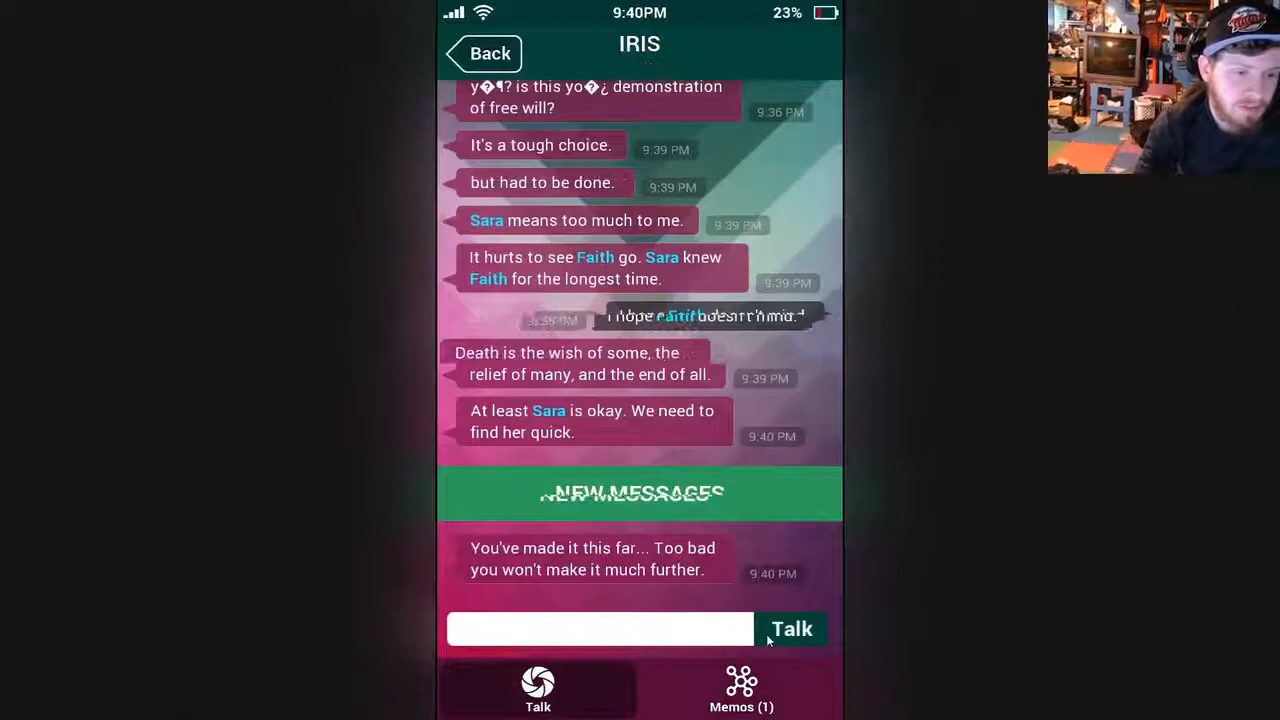 9:40PM
23%
Back
IRIS
y�¶? is this yo�¿ demonstration
of free will?
9:36 PM
It's a tough choice.
9:39 PM
but had to be done.
9:39 PM
Sara means too much to me.
9:39 PM
It hurts to see Faith go. Sara knew
Faith for the longest time.
9:39 PM
I hope Faith doesn't mind.
Death is the wish of some, the
relief of many, and the end of all.
9:39 PM
At least Sara is okay. We need to
find her quick.
9:40 PM
NEW MESSAGES
You've made it this far... Too bad
you won't make it much further.
9:40 PM
Talk
Talk
Memos (1)